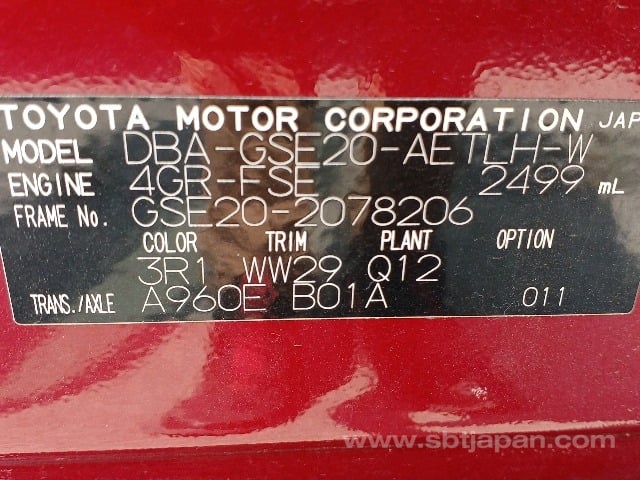 TOYOTA MOTOR CORPORATION JAP
MODEL DBA-GSE20-AETLH-W
ENGINE 4GR-FSE 2499 mL
FRAME No. GSE20-2078206
COLOR TRIM PLANT OPTION
3R1 WW29 Q12
TRANS./AXLE A960E B01A 011
www.sbtjapan.com